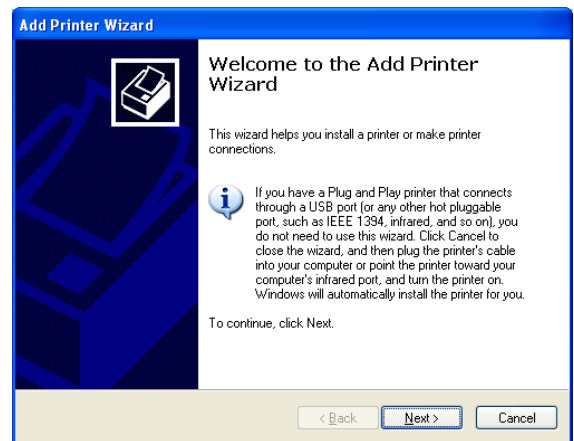 Add Printer Wizard
Welcome to the Add Printer
Wizard
This wizard helps you install a printer or make printer
connections.
If you have a Plug and Play printer that connects
through a USB port (or any other hot pluggable
port, such as IEEE 1394, infrared, and so on), you
do not need to use this wizard. Click Cancel to
close the wizard, and then plug the printer's cable
into your computer or point the printer toward your
computer's infrared port, and turn the printer on.
Windows will automatically install the printer for you.
To continue, click Next.
< Back Next > Cancel